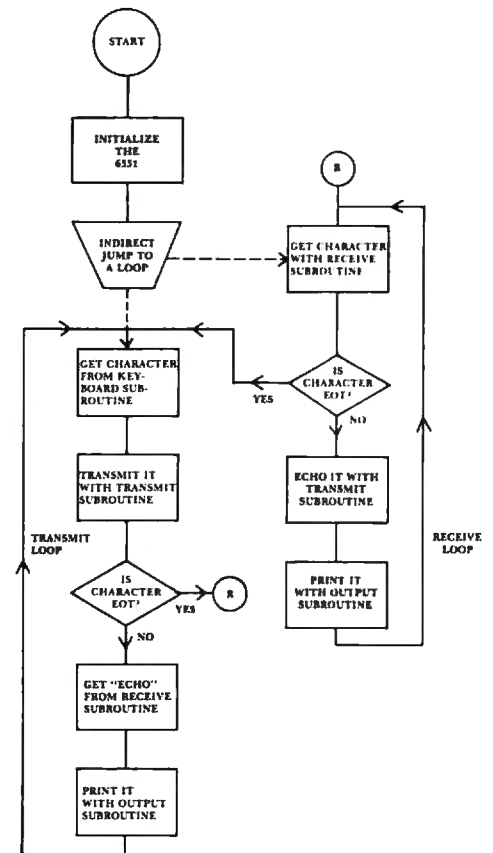 START
INITIALIZE
THE
6551
INDIRECT
JUMP TO
A LOOP
GET CHARACTER
FROM KEY-
BOARD SUB-
ROUTINE
TRANSMIT IT
WITH TRANSMIT
SUBROUTINE
TRANSMIT
LOOP
IS
CHARACTER
EOT?
YES
R
NO
GET "ECHO"
FROM RECEIVE
SUBROUTINE
PRINT IT
WITH OUTPUT
SUBROUTINE
R
GET CHARACTER
WITH RECEIVE
SUBROUTINE
IS
CHARACTER
EOT?
YES
NO
ECHO IT WITH
TRANSMIT
SUBROUTINE
RECEIVE
LOOP
PRINT IT
WITH OUTPUT
SUBROUTINE